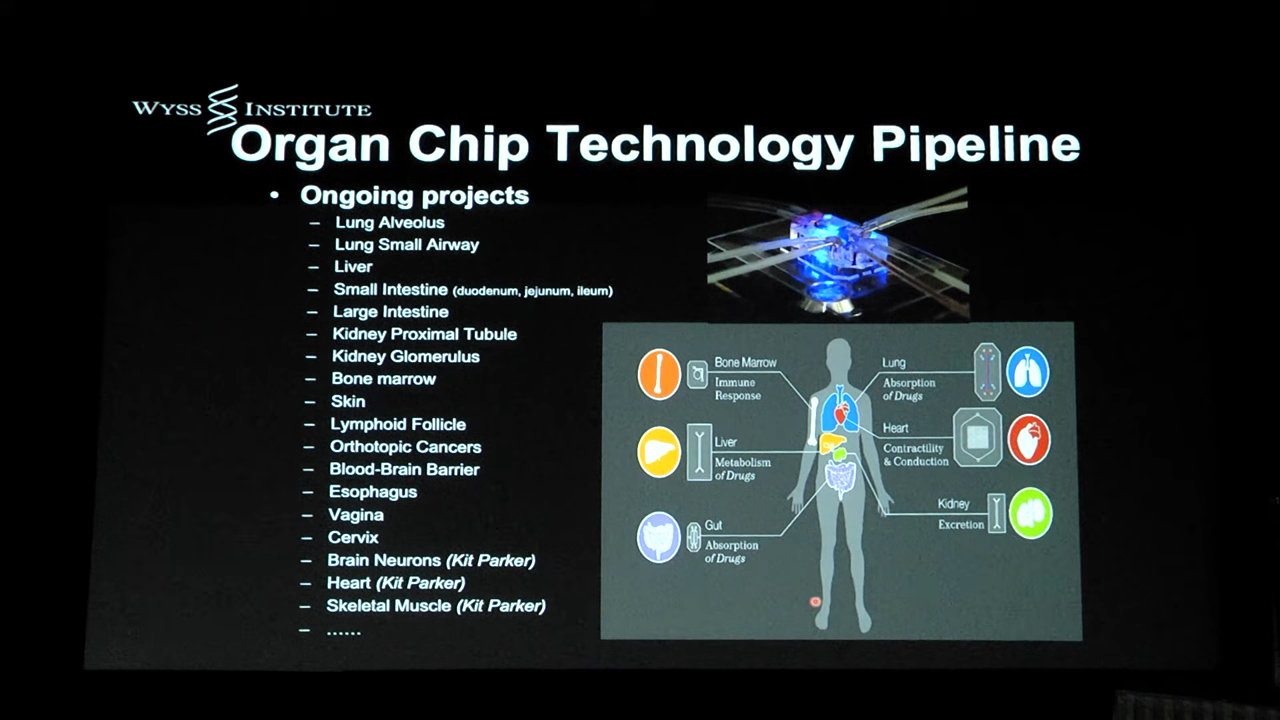 WYSS INSTITUTE
Organ Chip Technology Pipeline
• Ongoing projects
– Lung Alveolus
– Lung Small Airway
– Liver
– Small Intestine (duodenum, jejunum, ileum)
– Large Intestine
– Kidney Proximal Tubule
– Kidney Glomerulus
– Bone marrow
– Skin
– Lymphoid Follicle
– Orthotopic Cancers
– Blood-Brain Barrier
– Esophagus
– Vagina
– Cervix
– Brain Neurons (Kit Parker)
– Heart (Kit Parker)
– Skeletal Muscle (Kit Parker)
– ......
Bone Marrow
Immune
Response
Liver
Metabolism
of Drugs
Gut
Absorption
of Drugs
Lung
Absorption
of Drugs
Heart
Contractility
& Conduction
Kidney
Excretion